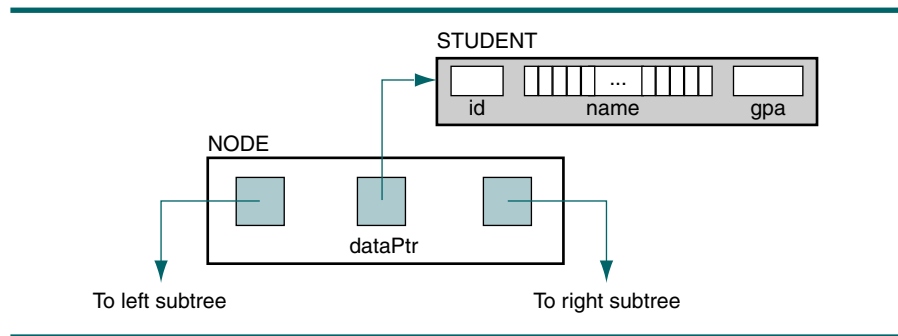 STUDENT
...
id name gpa
NODE
dataPtr
To left subtree To right subtree